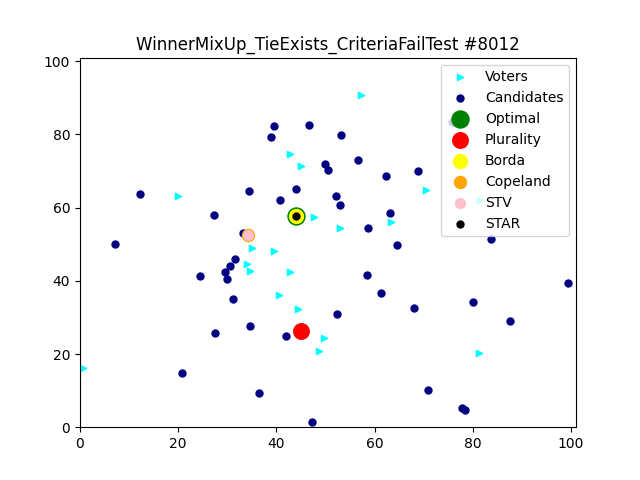 WinnerMixUp_TieExists_CriteriaFailTest #8012
100
80
60
40
20
0
0
20
40
60
80
100
Voters
Candidates
Optimal
Plurality
Borda
Copeland
STV
STAR